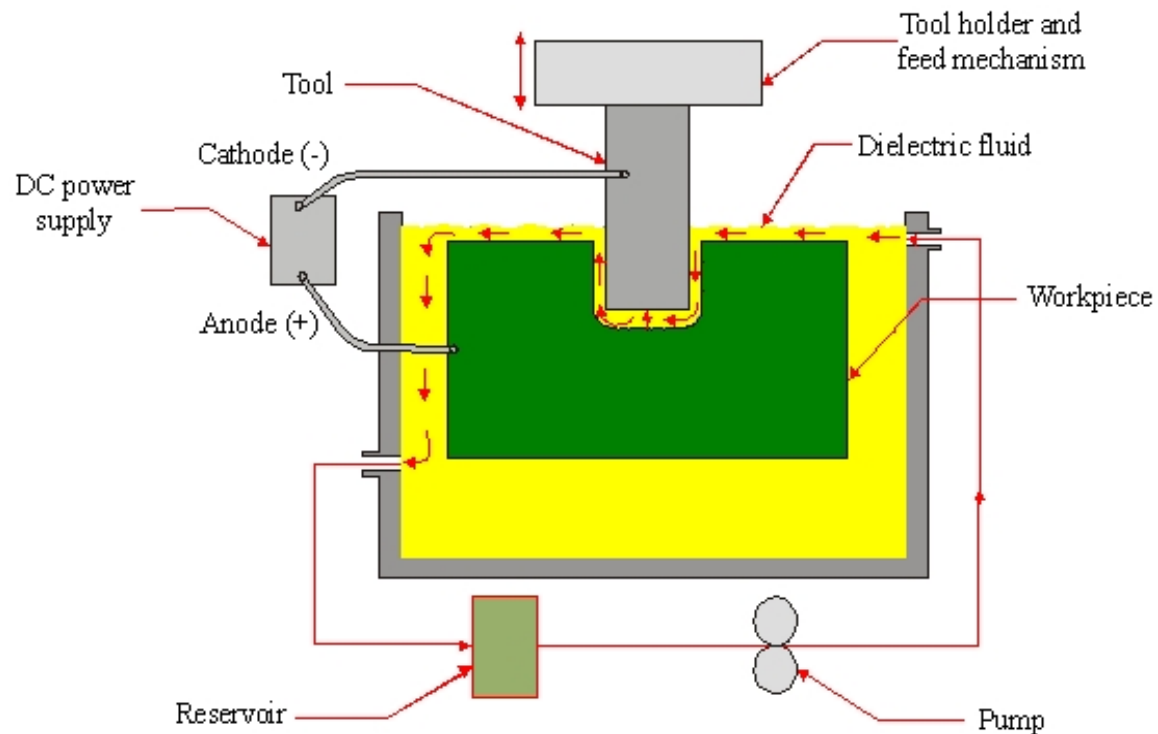 Tool holder and
feed mechanism
Tool
Cathode (-)
Dielectric fluid
DC power
supply
Workpiece
Anode (+)
Reservoir
Pump